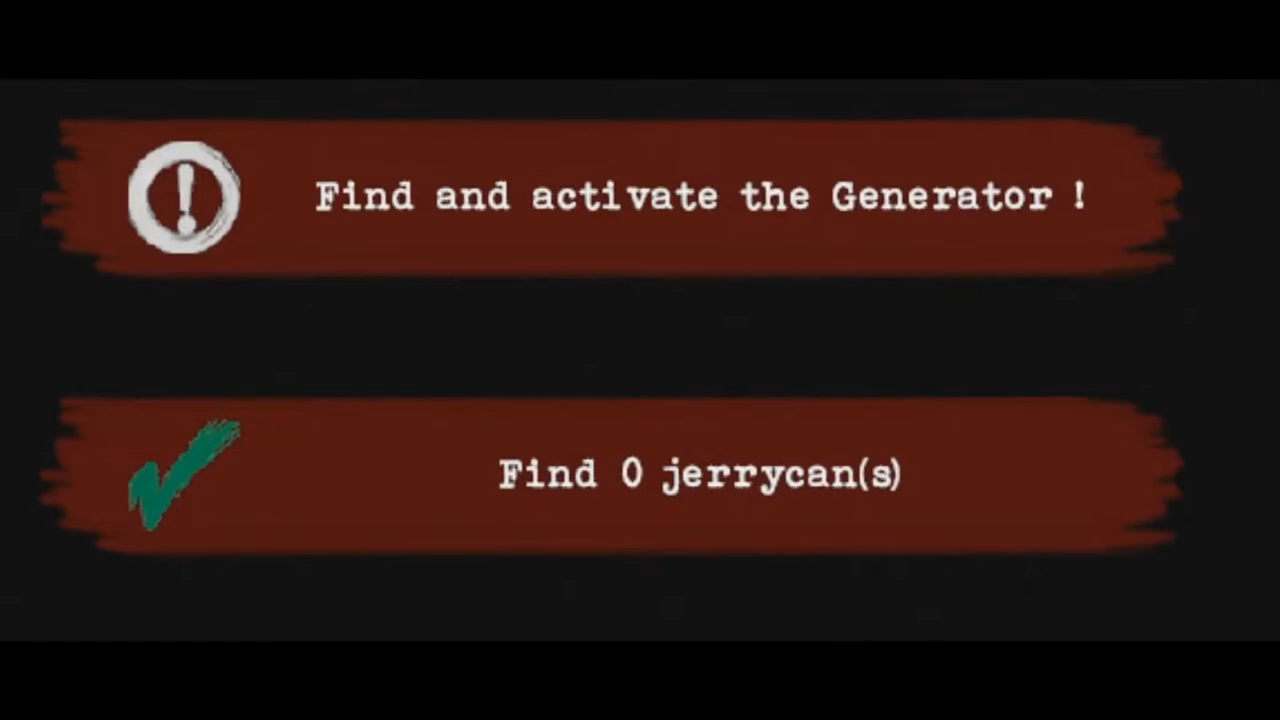 Find and activate the Generator !
Find 0 jerrycan(s)